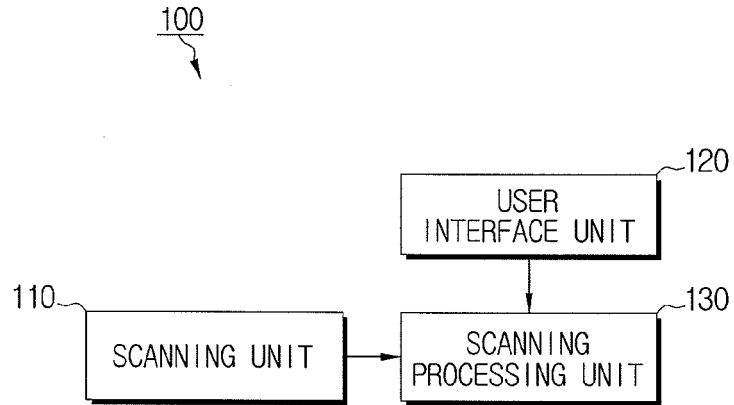 100
120
USER
INTERFACE UNIT
110
130
SCANNING UNIT
SCANNING
PROCESSING UNIT